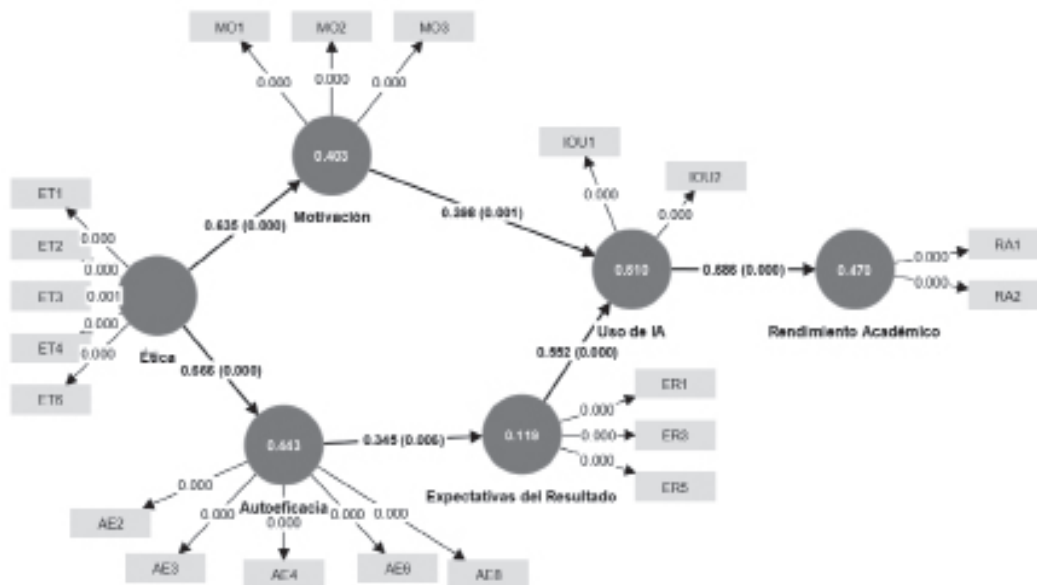 MO1
MO2
MO3
0.000
0.000
0.000
0.403
Motivación
IOU1
IOU2
0.000
0.000
ET1
ET2
ET3
ET4
0.000
0.000
0.001
0.000
0.000
Ética
0.635 (0.000)
0.398 (0.001)
0.610
Uso de IA
0.686 (0.000)
0.470
Rendimiento Académico
0.000
0.000
RA1
RA2
0.666 (0.000)
0.552 (0.000)
0.443
Autoeficacia
0.345 (0.006)
0.119
Expectativas del Resultado
0.000
0.000
0.000
ER1
ER3
ER5
0.000
0.000
0.000
0.000
0.000
AE2
AE3
AE4